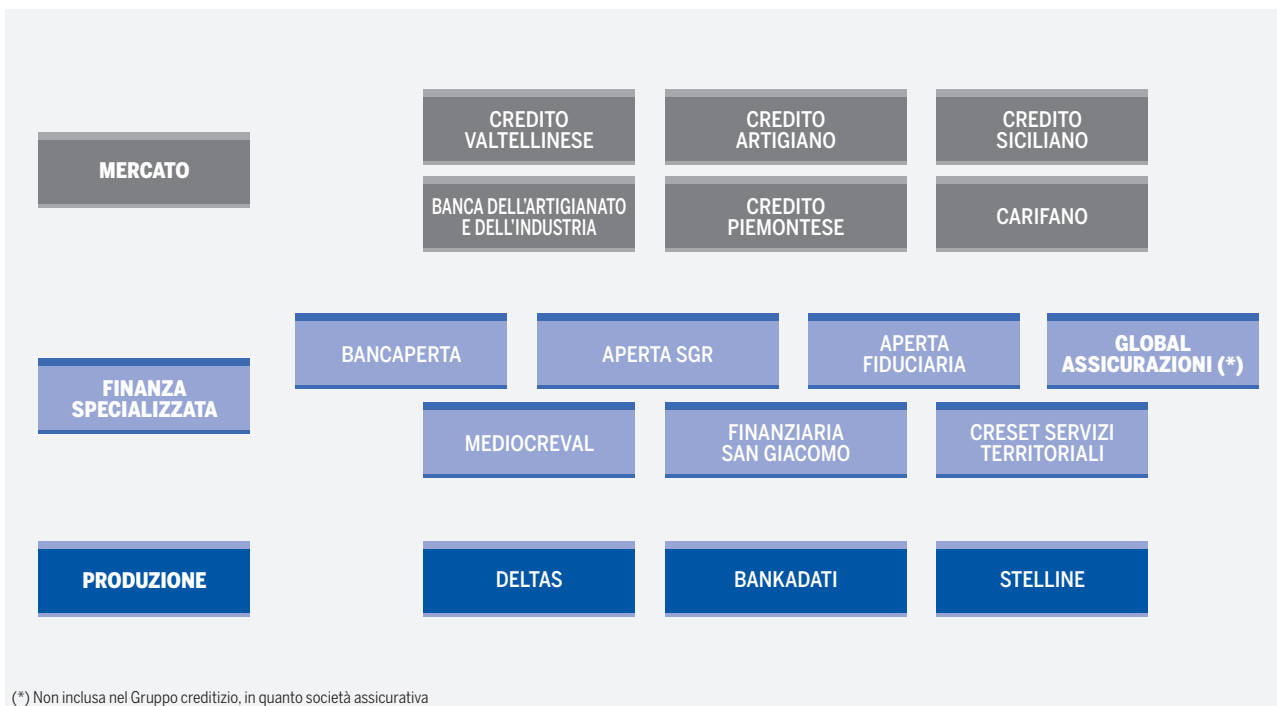 MERCATO
CREDITO
VALTELLINESE
CREDITO
ARTIGIANO
CREDITO
SICILIANO
BANCA DELL'ARTIGIANATO
E DELL'INDUSTRIA
CREDITO
PIEMONTESE
CARIFANO
FINANZA
SPECIALIZZATA
BANCAPERTA
APERTA SGR
APERTA
FIDUCIARIA
GLOBAL
ASSICURAZIONI (*)
MEDIOCREVAL
FINANZIARIA
SAN GIACOMO
CRESET SERVIZI
TERRITORIALI
PRODUZIONE
DELTAS
BANKADATI
STELLINE
(*) Non inclusa nel Gruppo creditizio, in quanto società assicurativa